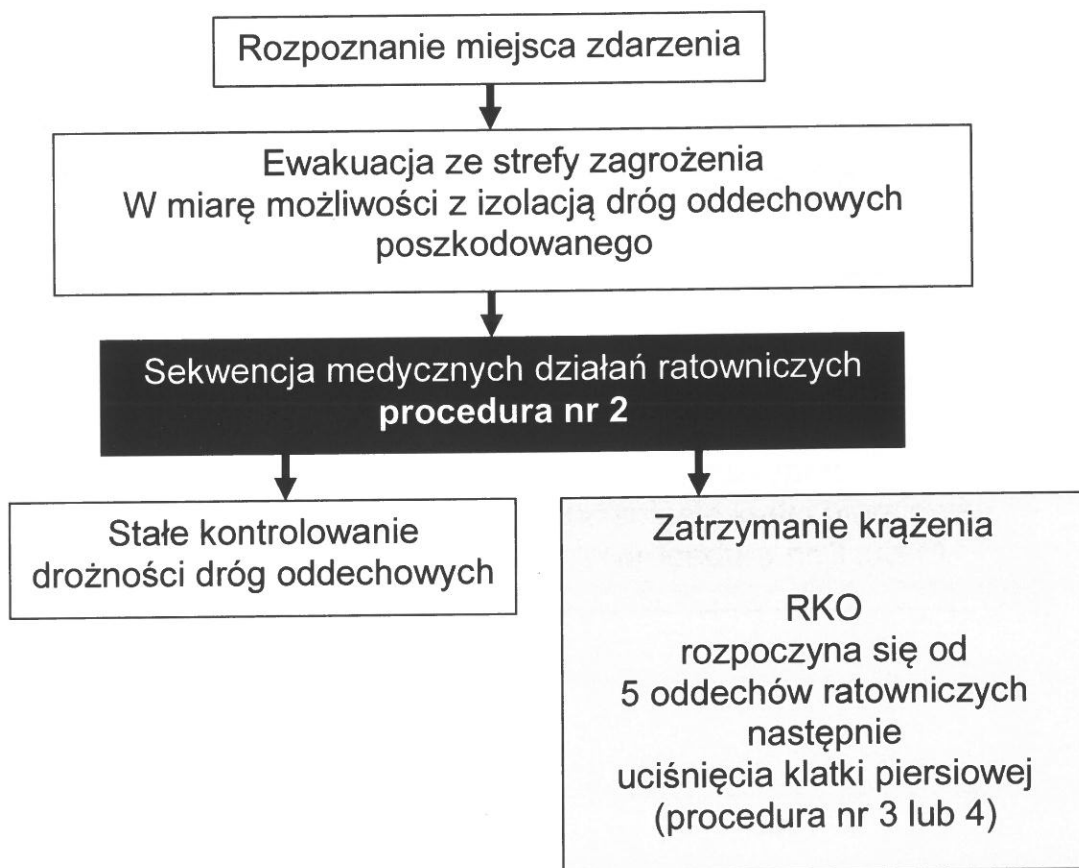 Rozpoznanie miejsca zdarzenia
Ewakuacja ze strefy zagrożenia
W miarę możliwości z izolacją dróg oddechowych
poszkodowanego
Sekwencja medycznych działań ratowniczych
procedura nr 2
Stałe kontrolowanie
drożności dróg oddechowych
Zatrzymanie krążenia
RKO
rozpoczyna się od
5 oddechów ratowniczych
następnie
uciśnięcia klatki piersiowej
(procedura nr 3 lub 4)